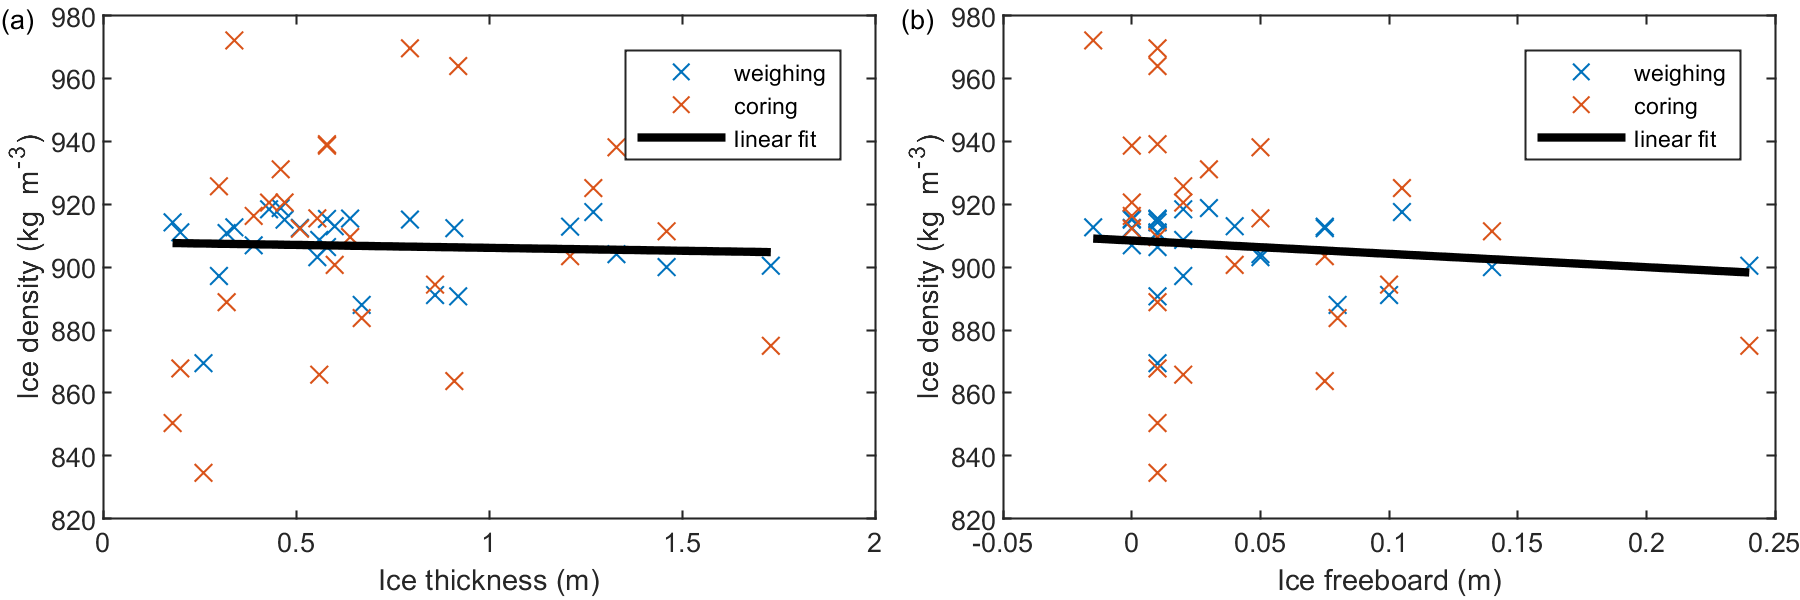 (a)
980
960
940
920
900
880
860
840
820
0
0.5
1
1.5
2
Ice density (kg m⁻³)
Ice thickness (m)
weighing
coring
linear fit
(b)
980
960
940
920
900
880
860
840
820
-0.05
0
0.05
0.1
0.15
0.2
0.25
Ice density (kg m⁻³)
Ice freeboard (m)
weighing
coring
linear fit